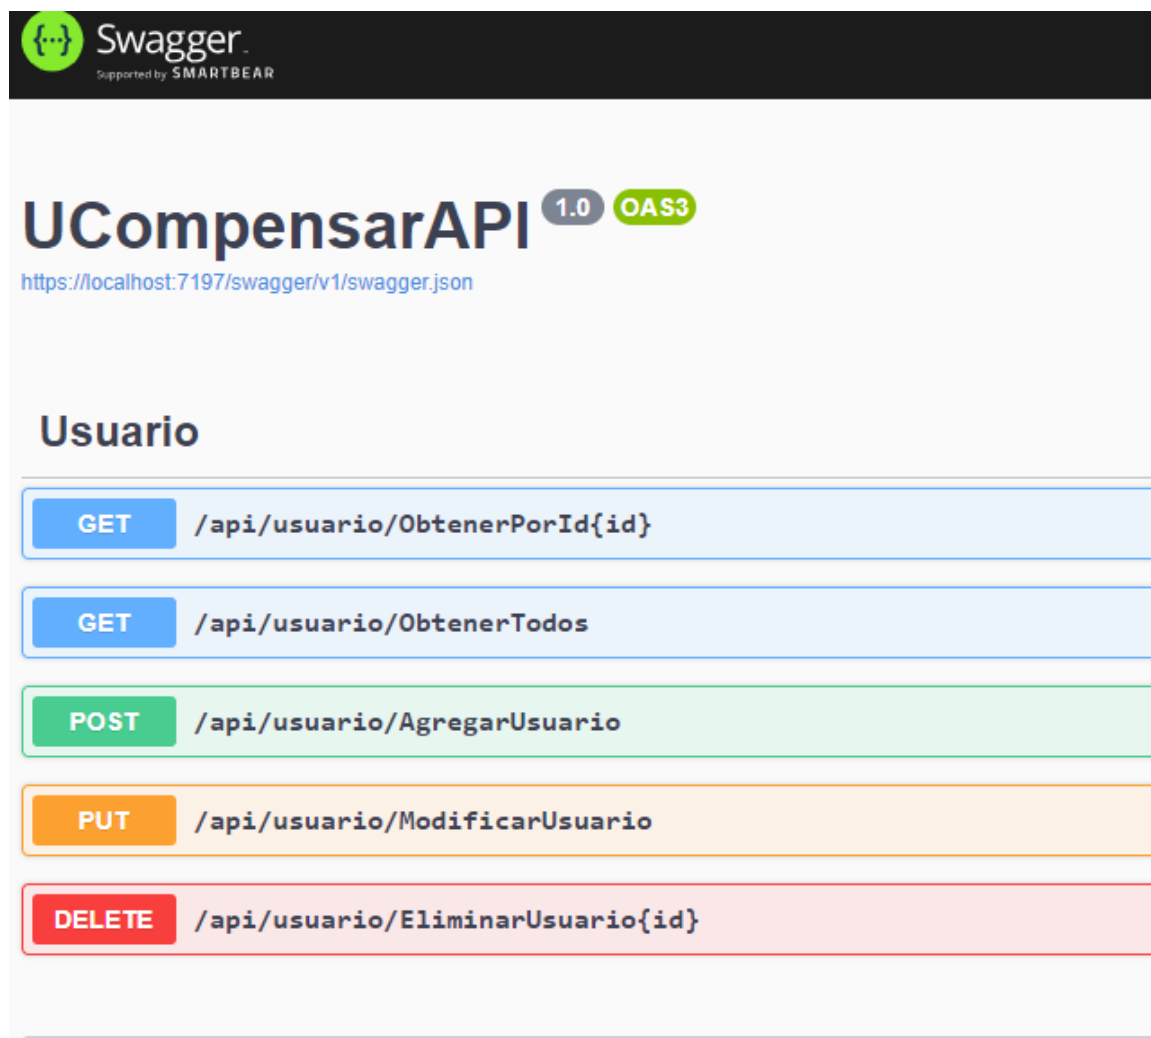 {···} Swagger.
Supported by SMARTBEAR
UCompensarAPI 1.0 OAS3
https://localhost:7197/swagger/v1/swagger.json
Usuario
GET /api/usuario/ObtenerPorId{id}
GET /api/usuario/ObtenerTodos
POST /api/usuario/AgregarUsuario
PUT /api/usuario/ModificarUsuario
DELETE /api/usuario/EliminarUsuario{id}